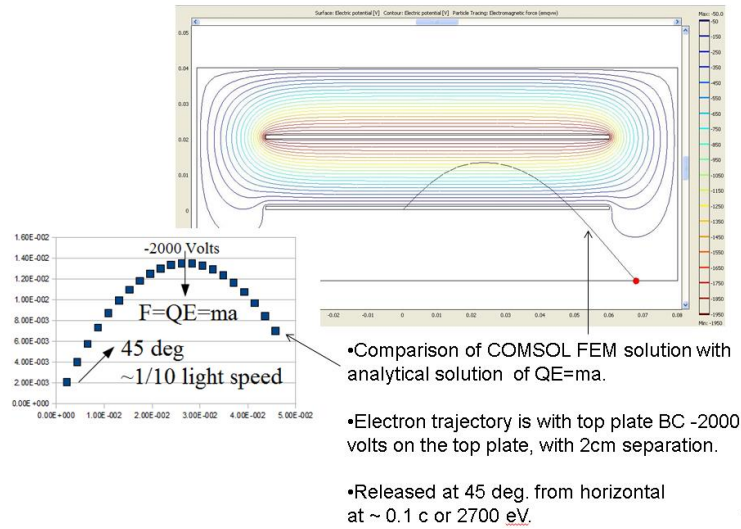 Surface: Electric potential [V] Contour: Electric potential [V] Particle Tracing: Electromagnetic force
Max: -50.0
0.05
0.04
0.03
0.02
0.01
0
-0.02
-0.01
0
0.01
0.02
0.03
0.04
0.05
0.06
0.07
0.08
-50
-150
-250
-350
-450
-550
-650
-750
-850
-950
-1050
-1150
-1250
-1350
-1450
-1550
-1650
-1750
-1850
-1950
Min: -1950
1.60E-002
1.40E-002
1.20E-002
1.00E-002
8.00E-003
6.00E-003
4.00E-003
2.00E-003
0.00E+000
0.00E+000
1.00E-002
2.00E-002
3.00E-002
4.00E-002
5.00E-002
-2000 Volts
F=QE=ma
45 deg
~1/10 light speed
•Comparison of COMSOL FEM solution with
analytical solution of QE=ma.
•Electron trajectory is with top plate BC -2000
volts on the top plate, with 2cm separation.
•Released at 45 deg. from horizontal
at ~ 0.1 c or 2700 eV.